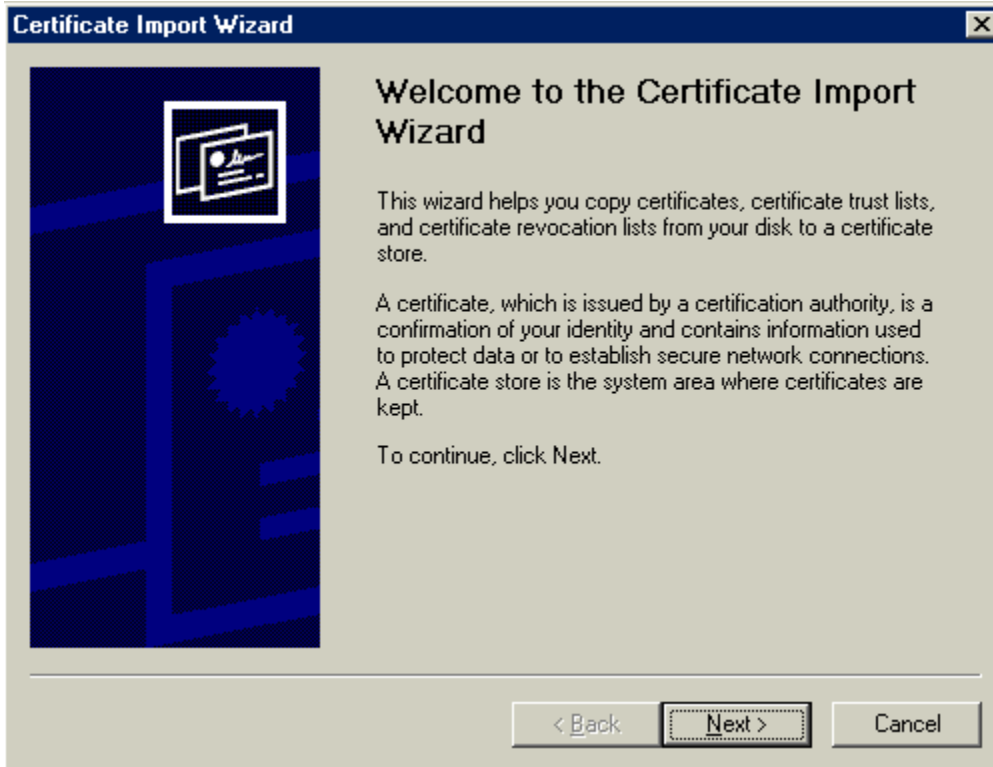 Certificate Import Wizard
Welcome to the Certificate Import
Wizard
This wizard helps you copy certificates, certificate trust lists,
and certificate revocation lists from your disk to a certificate
store.
A certificate, which is issued by a certification authority, is a
confirmation of your identity and contains information used
to protect data or to establish secure network connections.
A certificate store is the system area where certificates are
kept.
To continue, click Next.
< Back
Next >
Cancel